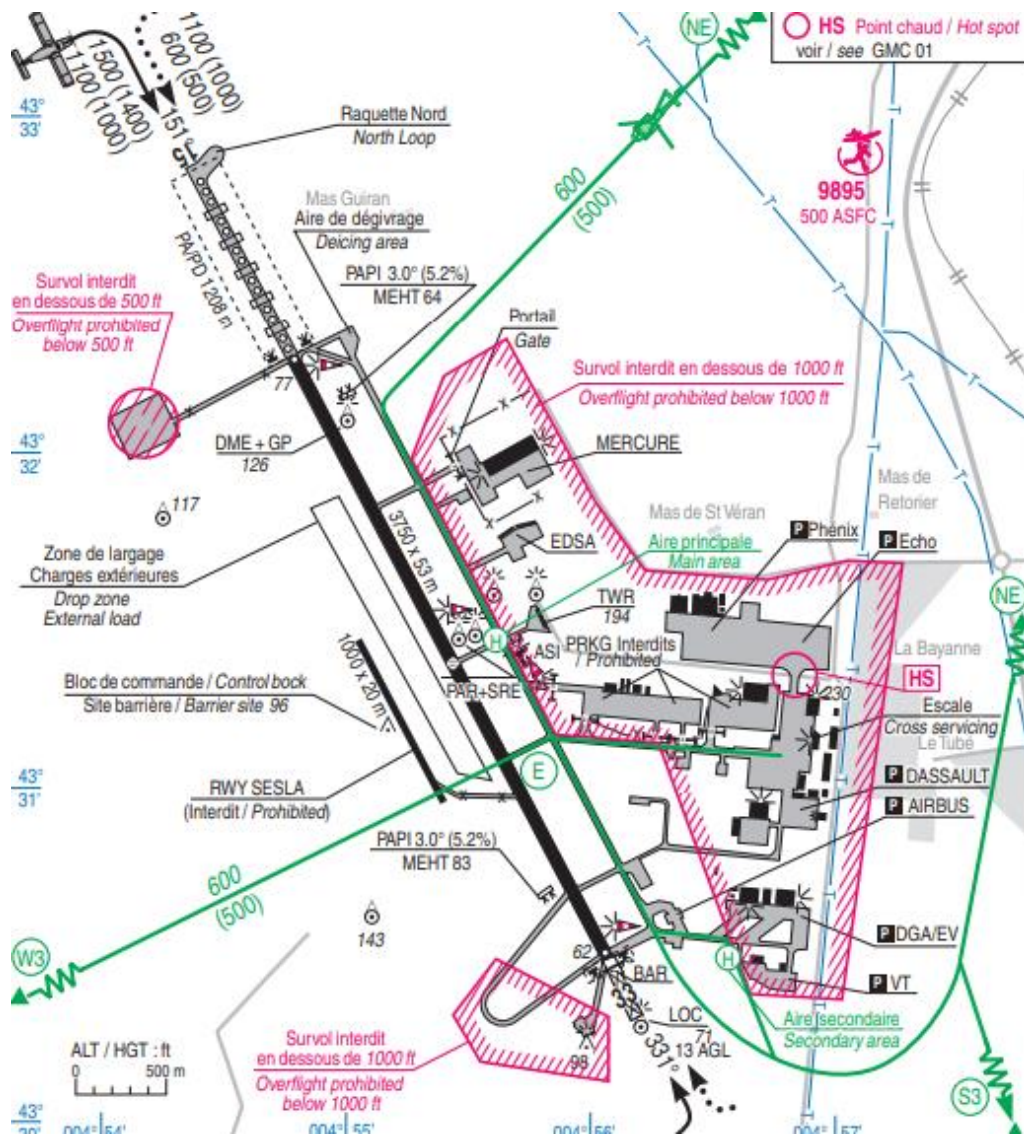 NE
HS Point chaud / Hot spot
voir / see GMC 01
1100 (1000)
600 (500)
1500 (1400)
1100 (1000)
151°
43°
33'
Raquette Nord
North Loop
9895
500 ASFC
600
(500)
Mas Guiran
Aire de dégivrage
Deicing area
PA/PD 1208 m
PAPI 3.0° (5.2%)
MEHT 64
Survol interdit
en dessous de 500 ft
Overflight prohibited
below 500 ft
Portail
Gate
Survol interdit en dessous de 1000 ft
Overflight prohibited below 1000 ft
77
DME + GP
126
43°
32'
MERCURE
117
Mas de
Retorier
Mas de St Véran
3750 x 53 m
Phénix
Echo
EDSA
Aire principale
Main area
Zone de largage
Charges extérieures
Drop zone
External load
TWR
194
NE
H
ASI
PRKG Interdits
/ Prohibited
La Bayanne
HS
1000 x 20 m
Bloc de commande / Control bock
Site barrière / Barrier site 96
PAR+SRE
230
Escale
Cross servicing
Le Tubé
43°
31'
E
RWY SESLA
(Interdit / Prohibited)
P DASSAULT
P AIRBUS
PAPI 3.0° (5.2%)
MEHT 83
600
(500)
143
W3
62
BAR
H
P DGA/EV
P VT
LOC
71
13 AGL
331°
98
Aire secondaire
Secondary area
Survol Interdit
en dessous de 1000 ft
Overflight prohibited
below 1000 ft
ALT / HGT : ft
0 500 m
S3
43°
004° 54'
004° 55'
004° 56'
004° 57'